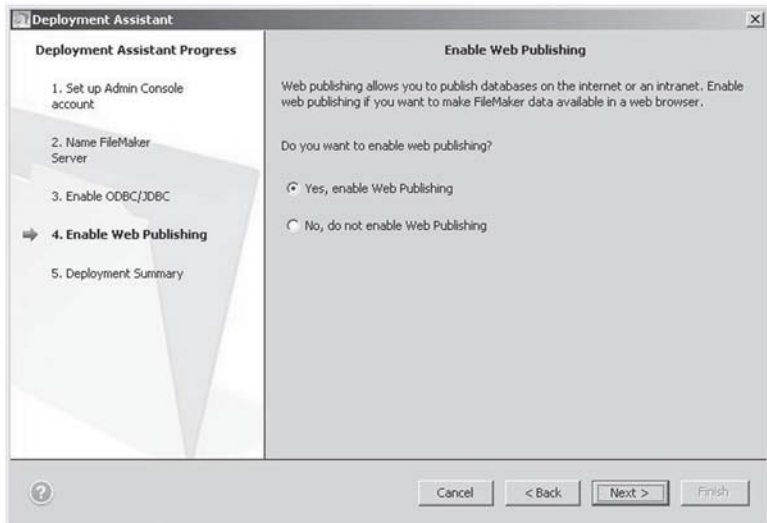 Deployment Assistant
Deployment Assistant Progress
1. Set up Admin Console
account
2. Name FileMaker
Server
3. Enable ODBC/JDBC
4. Enable Web Publishing
5. Deployment Summary
Enable Web Publishing
Web publishing allows you to publish databases on the internet or an intranet. Enable
web publishing if you want to make FileMaker data available in a web browser.
Do you want to enable web publishing?
Yes, enable Web Publishing
No, do not enable Web Publishing
?
Cancel
< Back
Next >
Finish